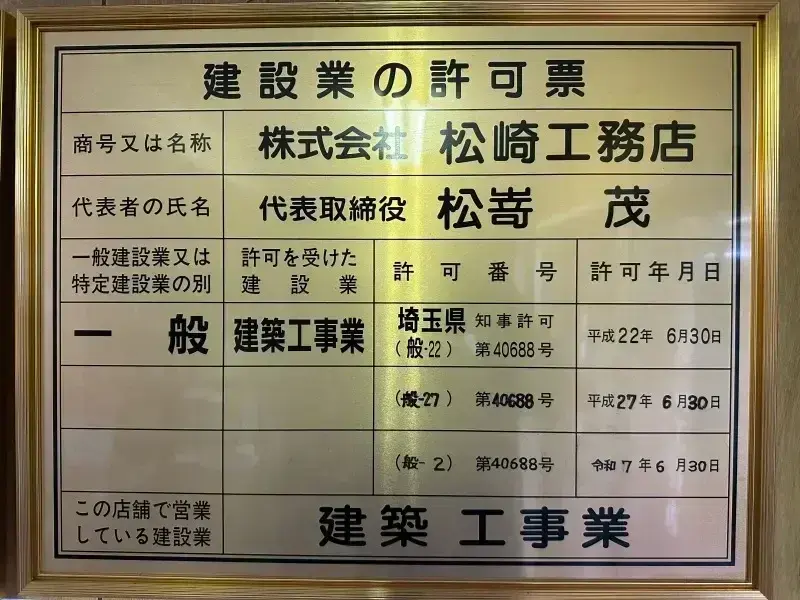 建設業の許可票
商号又は名称 株式会社 松崎工務店
代表者の氏名 代表取締役 松嵜 茂
一般建設業又は
特定建設業の別
許可を受けた
建設業
許可番号
許可年月日
一般 建築工事業
埼玉県 知事許可
(般-22) 第40688号
平成22年 6月30日
(般-27) 第40688号 平成27年 6月30日
(般-2) 第40688号 令和7年6月30日
この店舗で営業
している建設業
建築 工事業